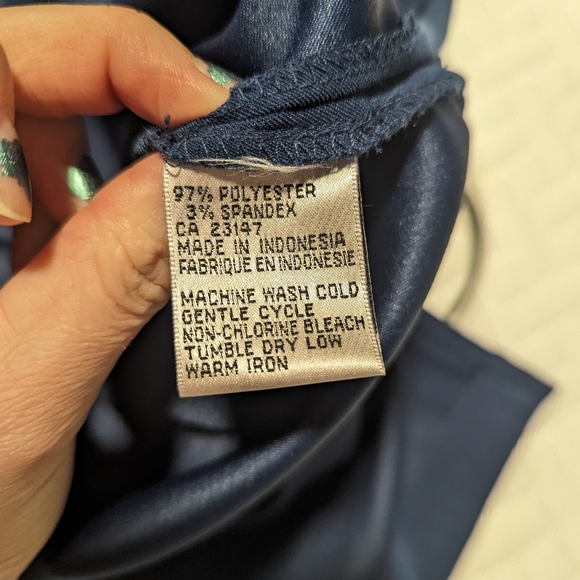 97% POLYESTER
3% SPANDEX
CA 23147
MADE IN INDONESIA
FABRIQUE EN INDONESIE
MACHINE WASH COLD
GENTLE CYCLE
NON-CHLORINE BLEACH
TUMBLE DRY LOW
WARM IRON